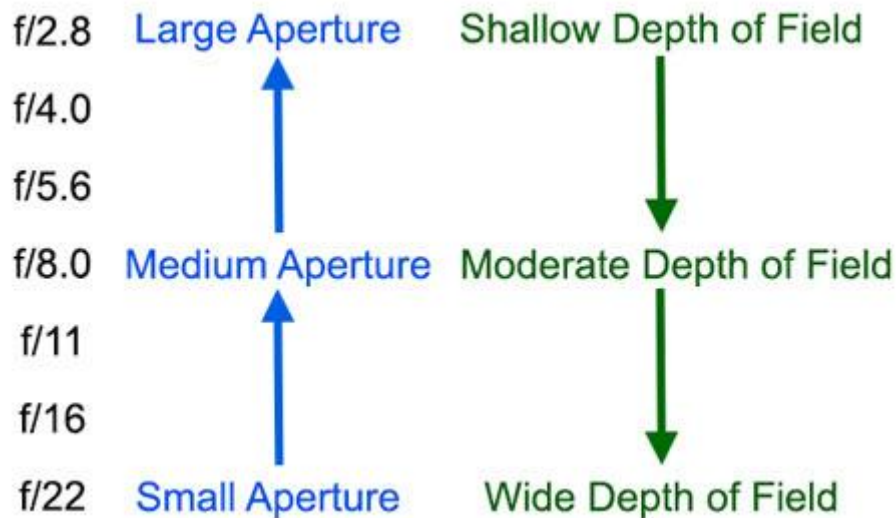 f/2.8 Large Aperture Shallow Depth of Field
f/4.0
f/5.6
f/8.0 Medium Aperture Moderate Depth of Field
f/11
f/16
f/22 Small Aperture Wide Depth of Field